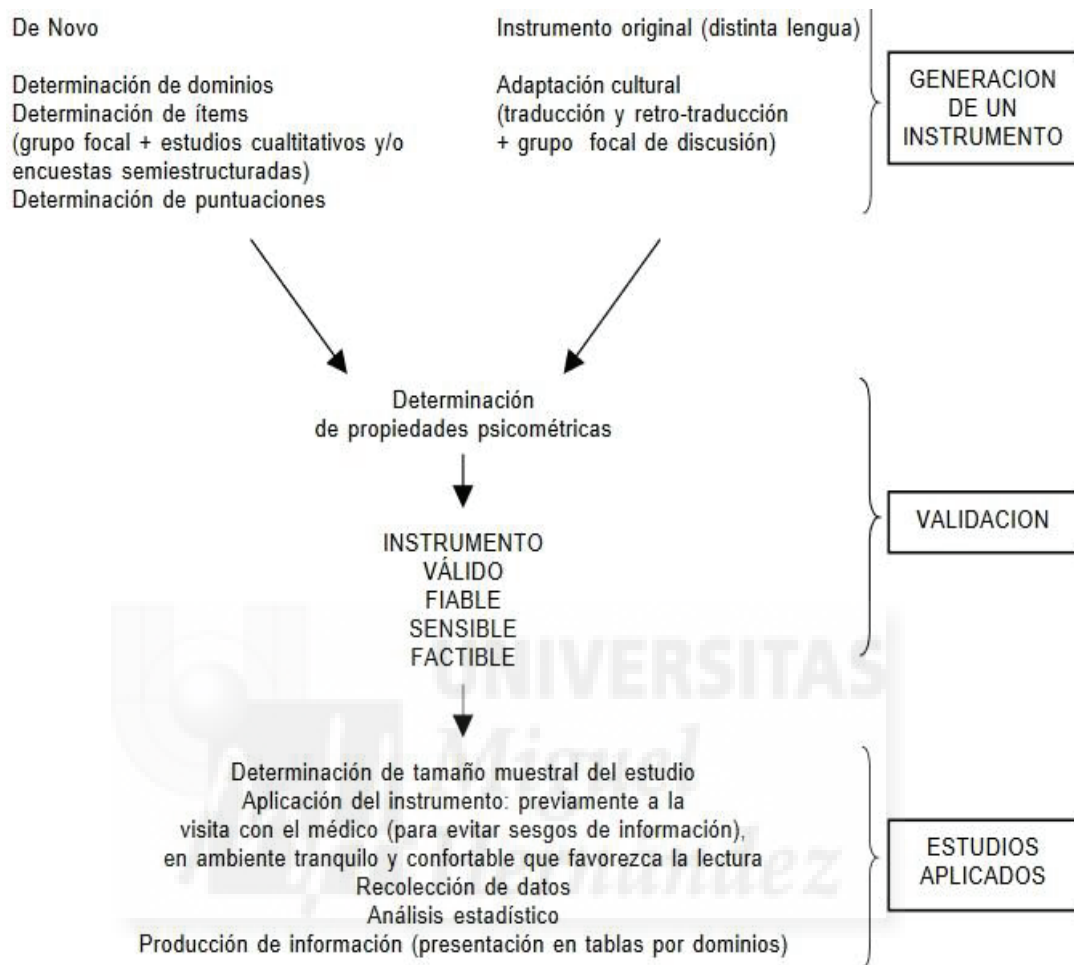 De Novo
Determinación de dominios
Determinación de ítems
(grupo focal + estudios cualtitativos y/o
encuestas semiestructuradas)
Determinación de puntuaciones
Instrumento original (distinta lengua)
Adaptación cultural
(traducción y retro-traducción
+ grupo focal de discusión)
GENERACION
DE UN
INSTRUMENTO
Determinación
de propiedades psicométricas
INSTRUMENTO
VÁLIDO
FIABLE
SENSIBLE
FACTIBLE
VALIDACION
UNIVERSITAS
Miguel
Hernández
Determinación de tamaño muestral del estudio
Aplicación del instrumento: previamente a la
visita con el médico (para evitar sesgos de información),
en ambiente tranquilo y confortable que favorezca la lectura
Recolección de datos
Análisis estadístico
Producción de información (presentación en tablas por dominios)
ESTUDIOS
APLICADOS